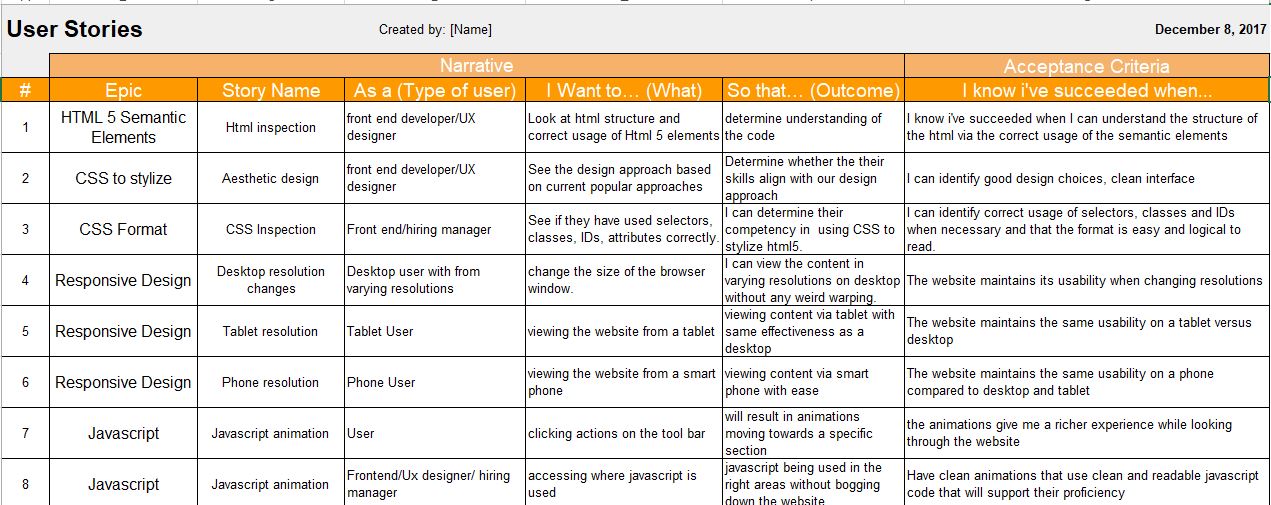 User Stories
Created by: [Name]
December 8, 2017
Narrative
Acceptance Criteria
#
Epic
Story Name
As a (Type of user)
I Want to... (What)
So that... (Outcome)
I know i've succeeded when...
1
HTML 5 Semantic
Elements
Html inspection
front end developer/UX
designer
Look at html structure and
correct usage of Html 5 elements
determine understanding of
the code
I know i've succeeded when I can understand the structure of
the html via the correct usage of the semantic elements
2
CSS to stylize
Aesthetic design
front end developer/UX
designer
See the design approach based
on current popular approaches
Determine whether the their
skills align with our design
approach
I can identify good design choices, clean interface
3
CSS Format
CSS Inspection
Front end/hiring manager
See if they have used selectors,
classes, IDs, attributes correctly.
I can determine their
competency in using CSS to
stylize html5.
I can identify correct usage of selectors, classes and IDs
when necessary and that the format is easy and logical to
read.
4
Responsive Design
Desktop resolution
changes
Desktop user with from
varying resolutions
change the size of the browser
window.
I can view the content in
varying resolutions on desktop
without any weird warping.
The website maintains its usability when changing resolutions
5
Responsive Design
Tablet resolution
Tablet User
viewing the website from a tablet
viewing content via tablet with
same effectiveness as a
desktop
The website maintains the same usability on a tablet versus
desktop
6
Responsive Design
Phone resolution
Phone User
viewing the website from a smart
phone
viewing content via smart
phone with ease
The website maintains the same usability on a phone
compared to desktop and tablet
7
Javascript
Javascript animation
User
clicking actions on the tool bar
will result in animations
moving towards a specific
section
the animations give me a richer experience while looking
through the website
8
Javascript
Javascript animation
Frontend/Ux designer/ hiring
manager
accessing where javascript is
used
javascript being used in the
right areas without bogging
down the website
Have clean animations that use clean and readable javascript
code that will support their proficiency